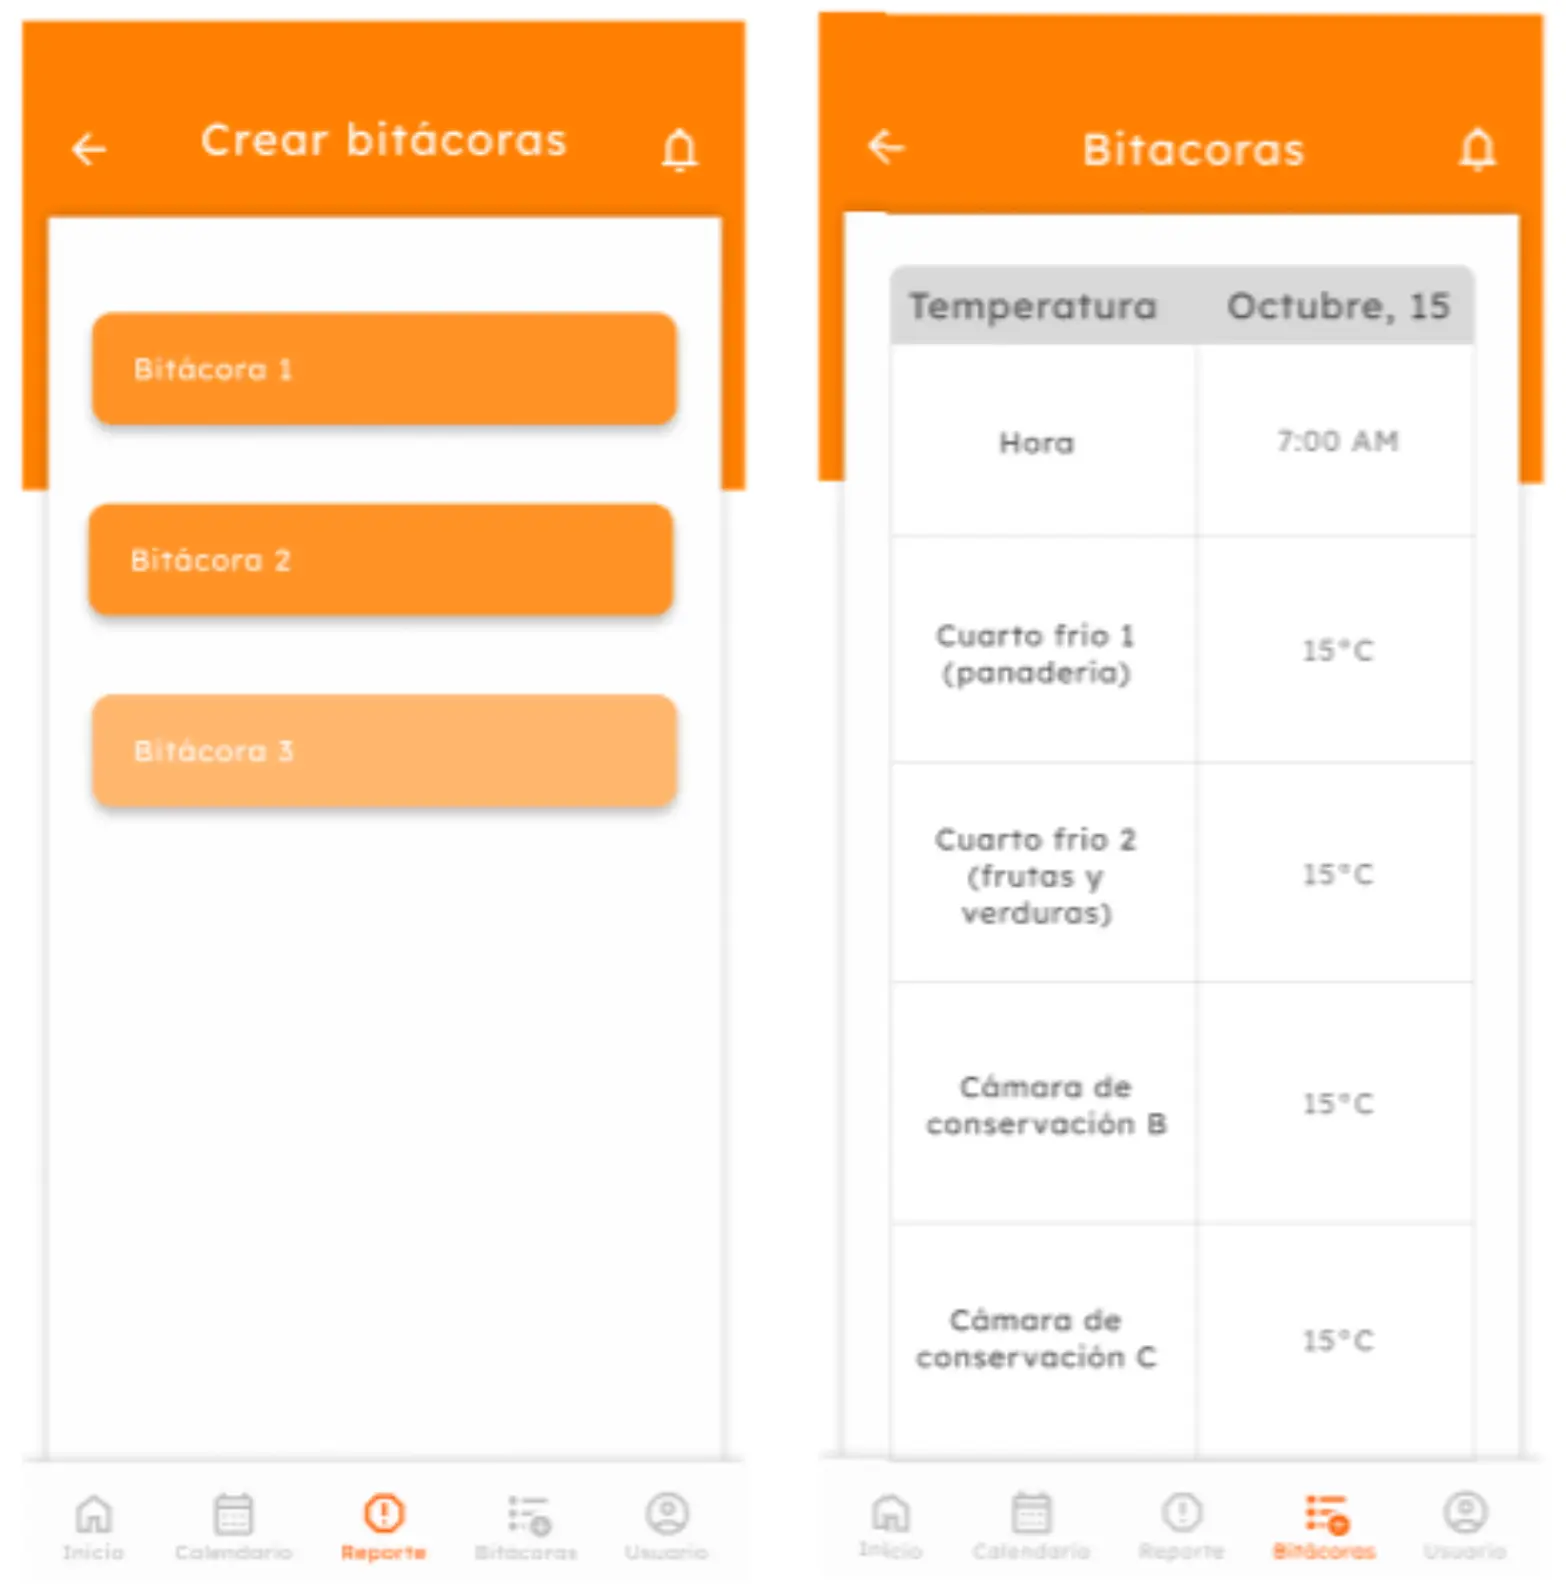 Crear bitácoras
Bitácora 1
Bitácora 2
Bitácora 3
Inicio
Calendario
Reporte
Bitácoras
Usuario
Bitacoras
Temperatura
Octubre, 15
Hora
7:00 AM
Cuarto frio 1
(panaderia)
15°C
Cuarto frio 2
(frutas y
verduras)
15°C
Cámara de
conservación B
15°C
Cámara de
conservación C
15°C
Inicio
Calendario
Reporte
Bitácoras
Usuario